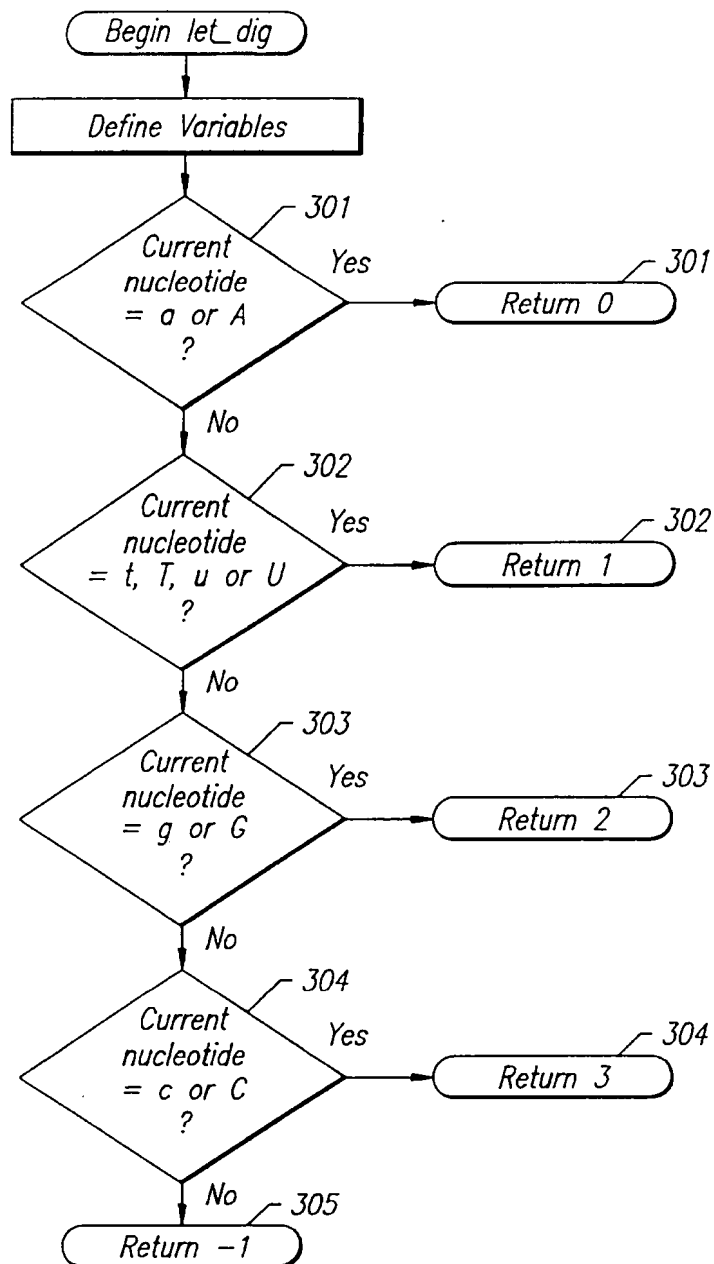 Begin let_dig
Define Variables
301
Current
nucleotide
= a or A
?
Yes
301
Return 0
No
302
Current
nucleotide
= t, T, u or U
?
Yes
302
Return 1
No
303
Current
nucleotide
= g or G
?
Yes
303
Return 2
No
304
Current
nucleotide
= c or C
?
Yes
304
Return 3
No
305
Return -1